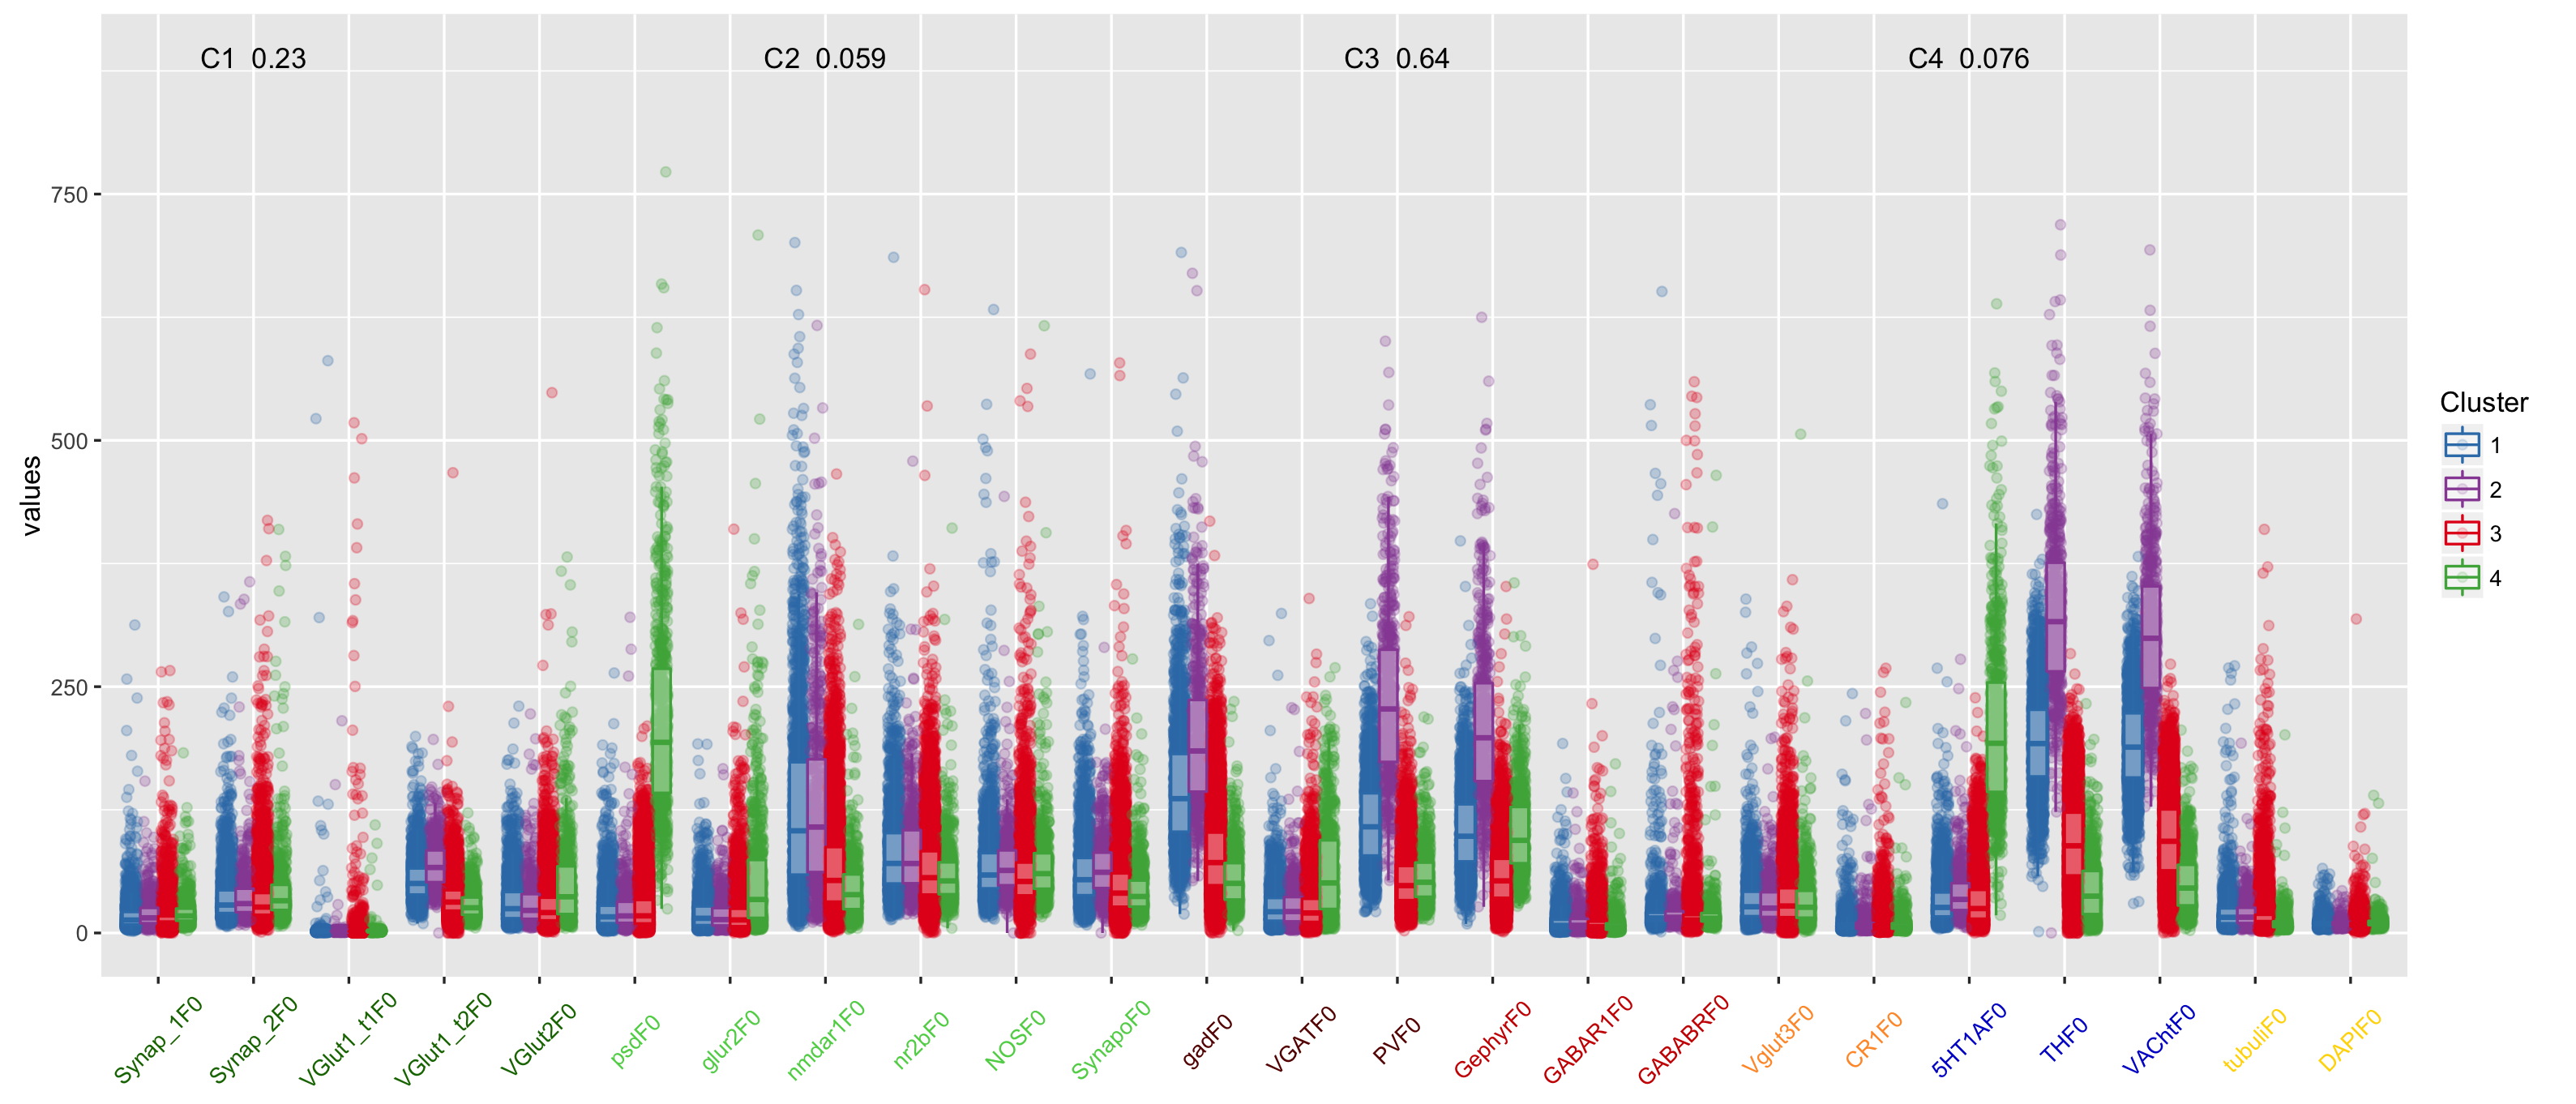 C1 0.23
C2 0.059
C3 0.64
C4 0.076
values
750
500
250
0
Synap_1F0
Synap_2F0
VGlut1_t1F0
VGlut1_t2F0
VGlut2F0
psdF0
glur2F0
nmdar1F0
nr2bF0
NOSF0
SynapoF0
gadF0
VGATF0
PVF0
GephyrF0
GABAR1F0
GABABRF0
Vglut3F0
CR1F0
5HT1AF0
THF0
VAChtF0
tubuliF0
DAPIF0
Cluster
1
2
3
4